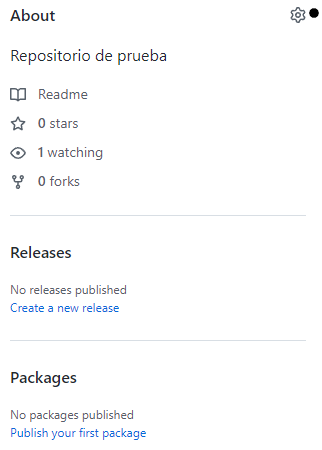 About
Repositorio de prueba
Readme
0 stars
1 watching
0 forks
Releases
No releases published
Create a new release
Packages
No packages published
Publish your first package